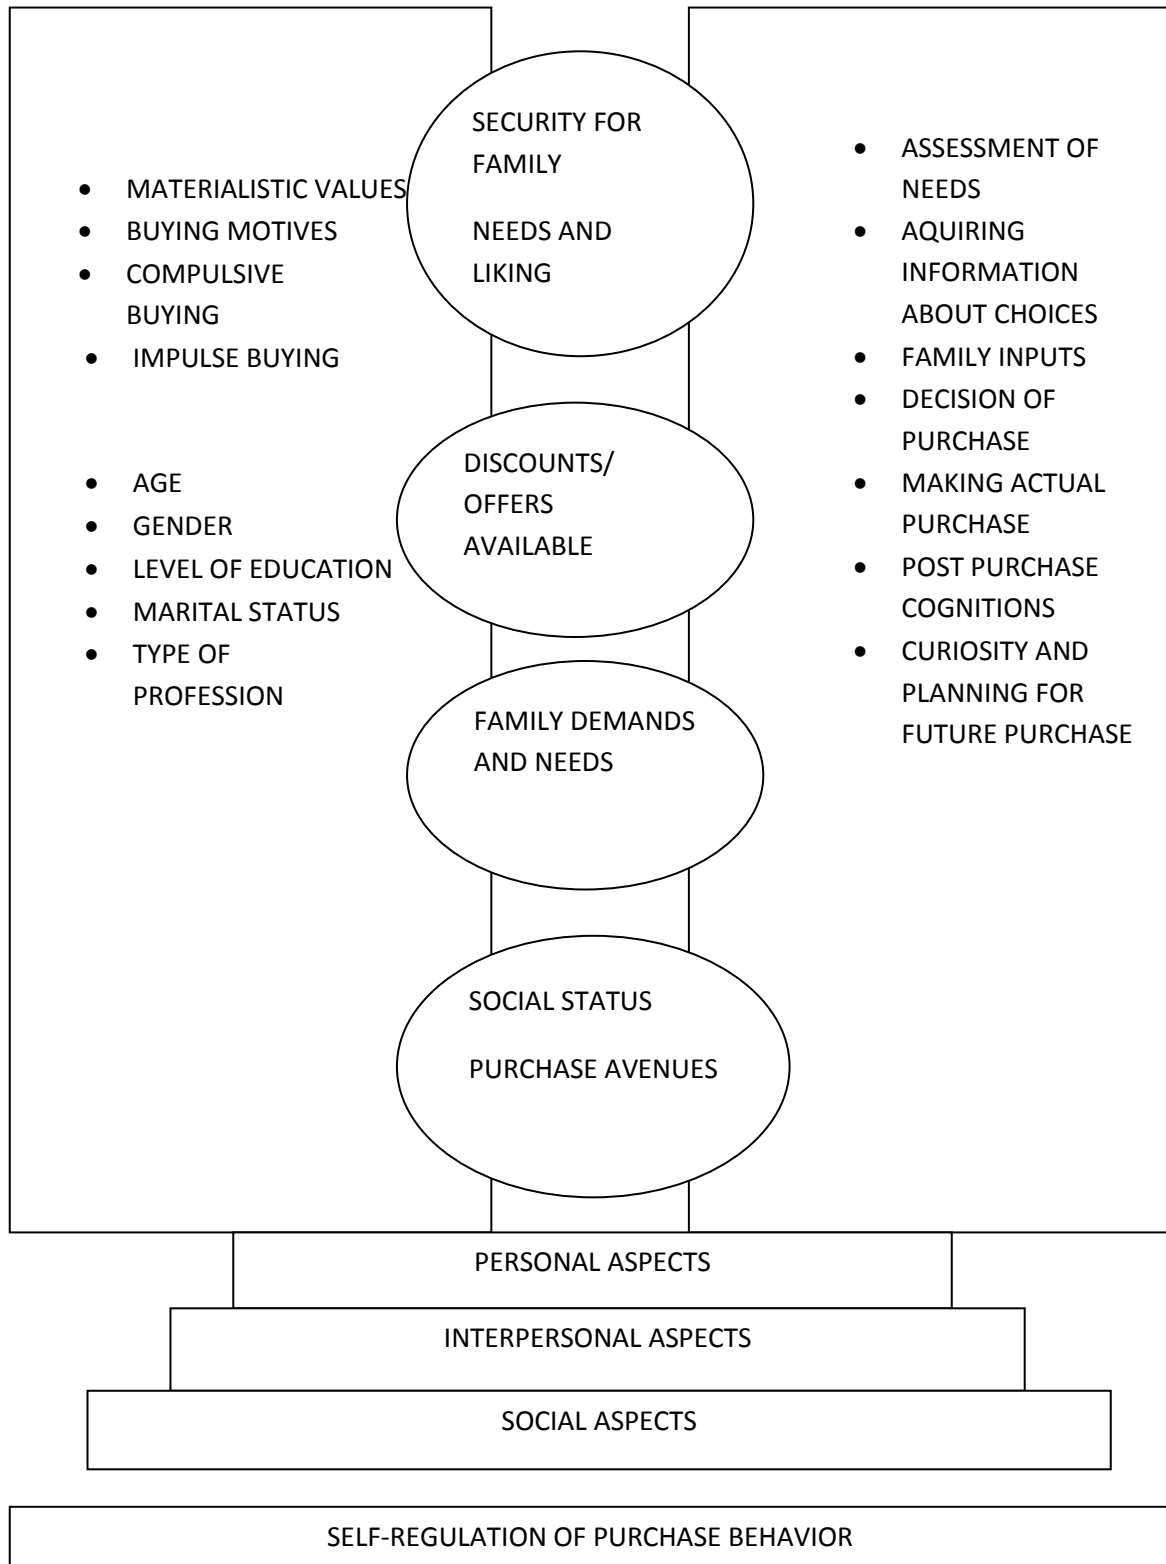 • MATERIALISTIC VALUES
• BUYING MOTIVES
• COMPULSIVE
BUYING
• IMPULSE BUYING
• AGE
• GENDER
• LEVEL OF EDUCATION
• MARITAL STATUS
• TYPE OF
PROFESSION
SECURITY FOR
FAMILY
NEEDS AND
LIKING
DISCOUNTS/
OFFERS
AVAILABLE
FAMILY DEMANDS
AND NEEDS
SOCIAL STATUS
PURCHASE AVENUES
• ASSESSMENT OF
NEEDS
• AQUIRING
INFORMATION
ABOUT CHOICES
• FAMILY INPUTS
• DECISION OF
PURCHASE
• MAKING ACTUAL
PURCHASE
• POST PURCHASE
COGNITIONS
• CURIOSITY AND
PLANNING FOR
FUTURE PURCHASE
PERSONAL ASPECTS
INTERPERSONAL ASPECTS
SOCIAL ASPECTS
SELF-REGULATION OF PURCHASE BEHAVIOR